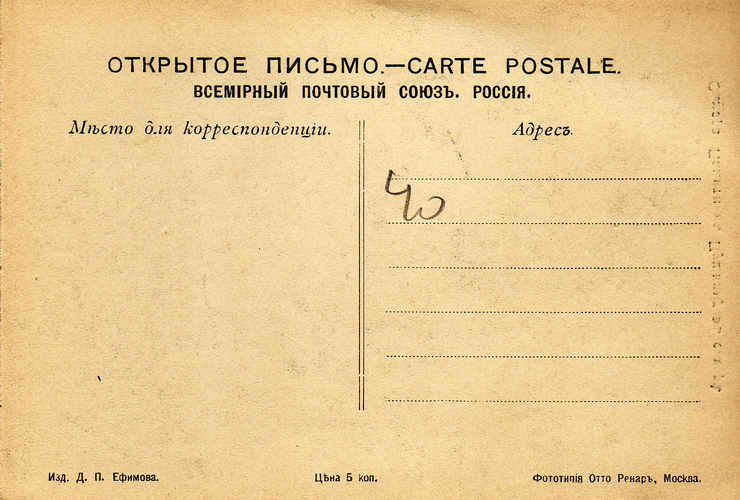 ОТКРЫТОЕ ПИСЬМО.—CARTE POSTALE.
ВСЕМІРНЫЙ ПОЧТОВЫЙ СОЮЗЪ. РОССІЯ.
Мѣсто для корреспонденціи.
Адресъ.
40
Изд. Д. П. Ефимова.
Цѣна 5 коп.
Фототипія Отто Ренаръ, Москва.